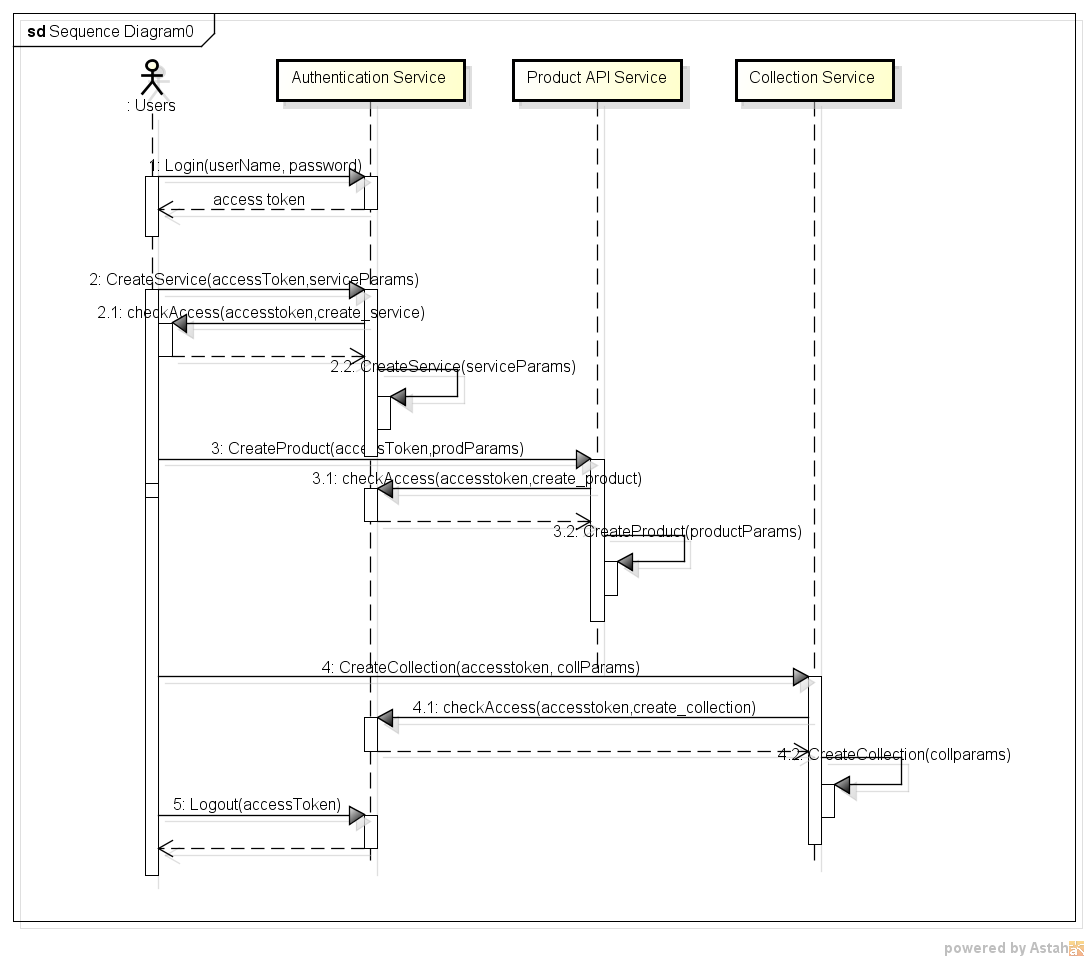 sd Sequence Diagram0
: Users
Authentication Service
Product API Service
Collection Service
1: Login(userName, password)
access token
2: CreateService(accessToken,serviceParams)
2.1: checkAccess(accesstoken,create_service)
2.2: CreateService(serviceParams)
3: CreateProduct(accessToken,prodParams)
3.1: checkAccess(accesstoken,create_product)
3.2: CreateProduct(productParams)
4: CreateCollection(accesstoken, collParams)
4.1: checkAccess(accesstoken,create_collection)
4.2: CreateCollection(collparams)
5: Logout(accessToken)
powered by Astah